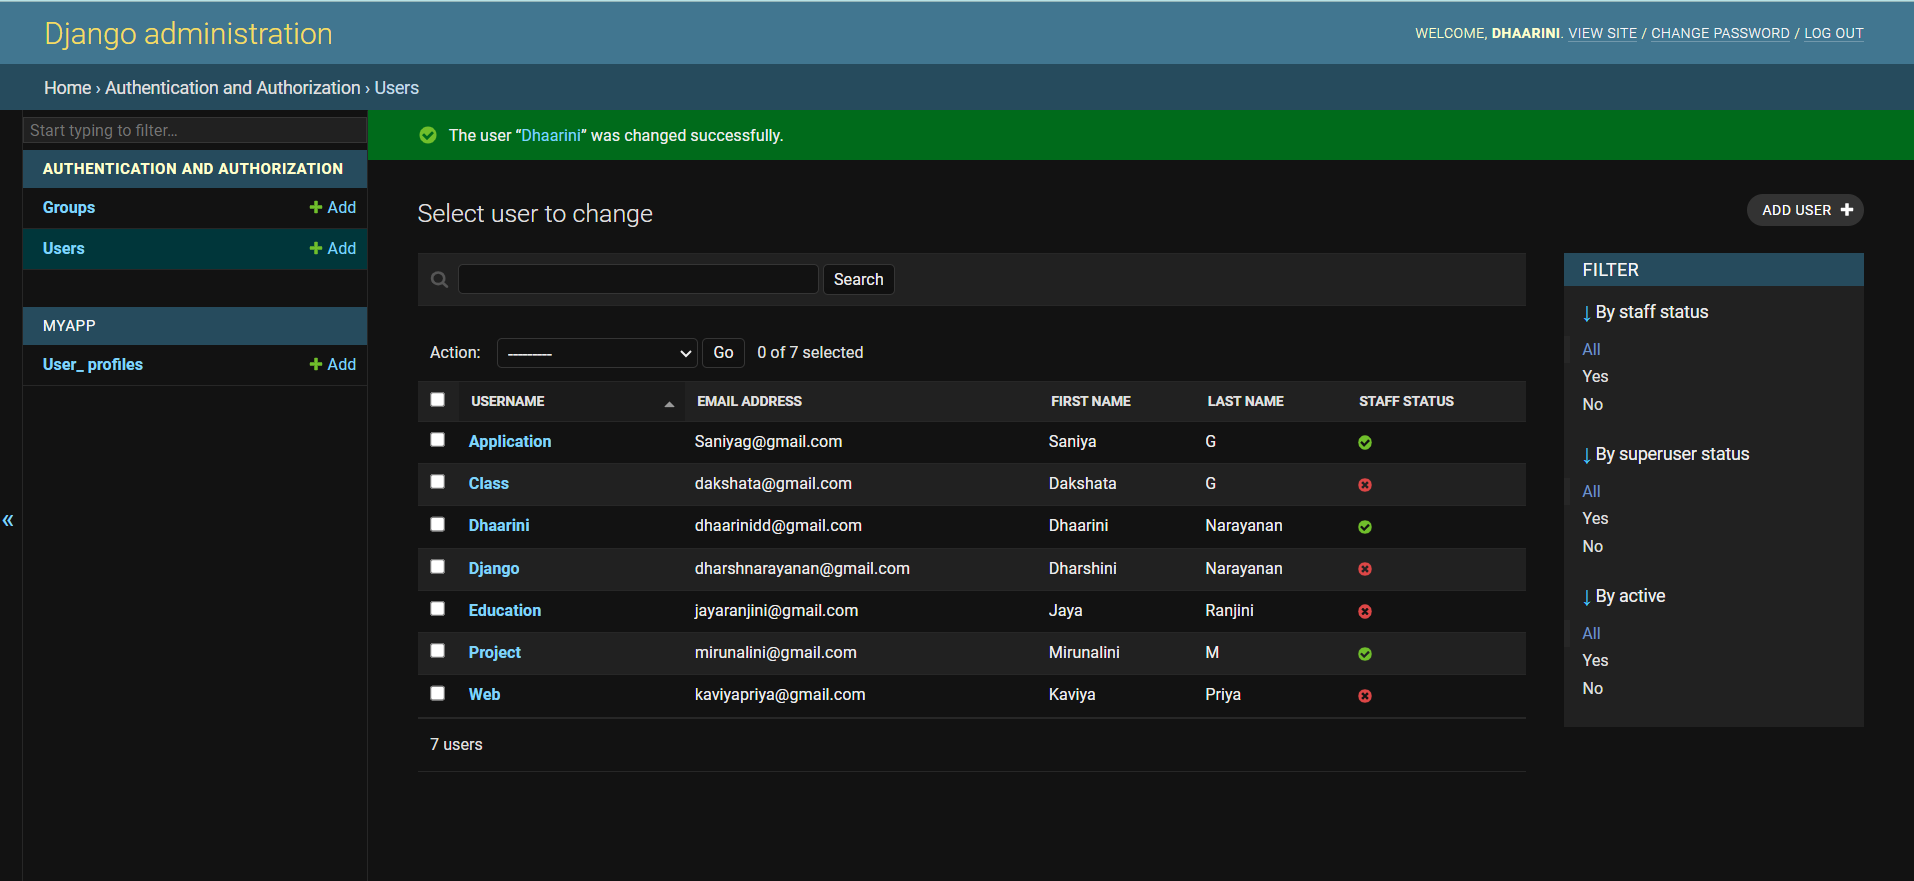 Django administration
WELCOME, DHAARINI. VIEW SITE / CHANGE PASSWORD / LOG OUT
Home › Authentication and Authorization › Users
Start typing to filter...
AUTHENTICATION AND AUTHORIZATION
Groups + Add
Users + Add
MYAPP
User_ profiles + Add
«
The user “Dhaarini” was changed successfully.
Select user to change
ADD USER +
Search
Action: --------- Go 0 of 7 selected
USERNAME EMAIL ADDRESS FIRST NAME LAST NAME STAFF STATUS
Application Saniyag@gmail.com Saniya G
Class dakshata@gmail.com Dakshata G
Dhaarini dhaarinidd@gmail.com Dhaarini Narayanan
Django dharshnarayanan@gmail.com Dharshini Narayanan
Education jayaranjini@gmail.com Jaya Ranjini
Project mirunalini@gmail.com Mirunalini M
Web kaviyapriya@gmail.com Kaviya Priya
7 users
FILTER
↓ By staff status
All
Yes
No
↓ By superuser status
All
Yes
No
↓ By active
All
Yes
No